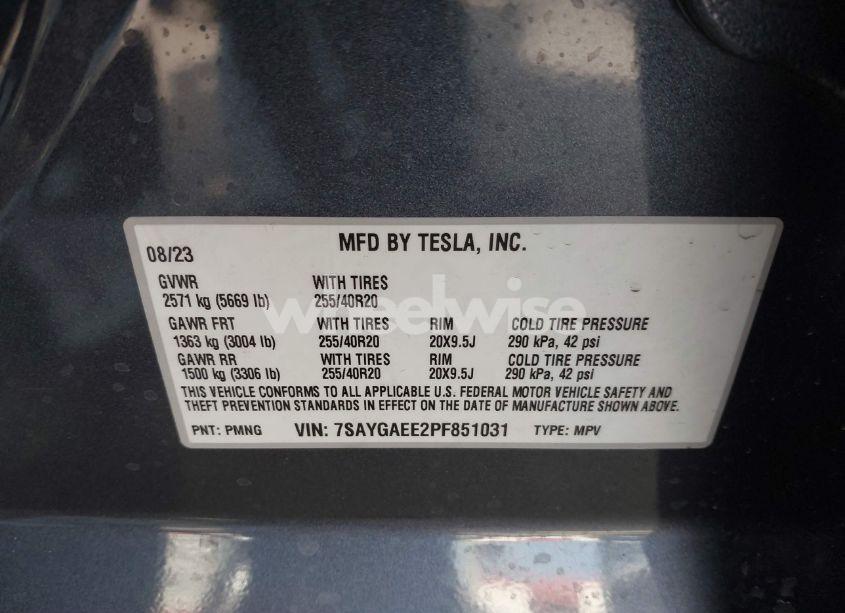 08/23 MFD BY TESLA, INC.
GVWR WITH TIRES
2571 kg (5669 lb) 255/40R20
wheelwise
GAWR FRT WITH TIRES RIM COLD TIRE PRESSURE
1363 kg (3004 lb) 255/40R20 20X9.5J 290 kPa, 42 psi
GAWR RR WITH TIRES RIM COLD TIRE PRESSURE
1500 kg (3306 lb) 255/40R20 20X9.5J 290 kPa, 42 psi
THIS VEHICLE CONFORMS TO ALL APPLICABLE U.S. FEDERAL MOTOR VEHICLE SAFETY AND
THEFT PREVENTION STANDARDS IN EFFECT ON THE DATE OF MANUFACTURE SHOWN ABOVE.
PNT: PMNG VIN: 7SAYGAEE2PF851031 TYPE: MPV